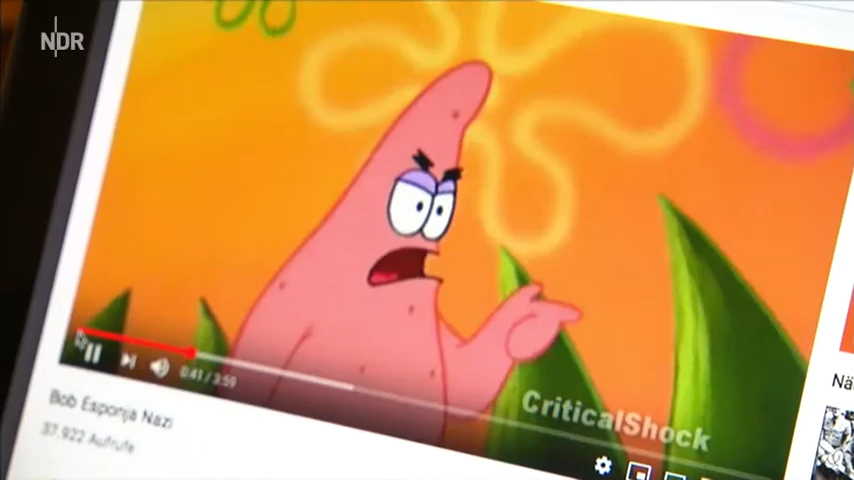 NDR
CriticalShock
0:41 / 3:59
Bob Esponja Nazi
37.922 Aufrufe
Nä